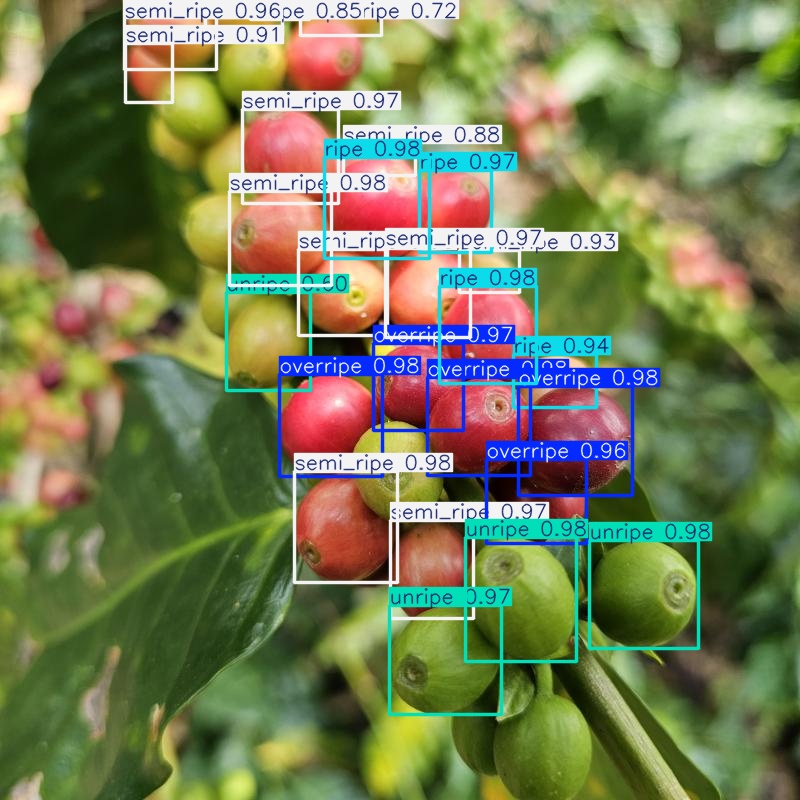 semi_ripe 0.96
pe 0.85
ripe 0.72
semi_ripe 0.91
semi_ripe 0.97
semi_ripe 0.88
ripe 0.98
ripe 0.97
semi_ripe 0.98
semi_rip
semi_ripe 0.97
0.93
unripe 0.60
ripe 0.98
overripe 0.97
ripe 0.94
overripe 0.98
overripe
overripe 0.98
overripe 0.96
semi_ripe 0.98
semi_ripe 0.97
unripe 0.98
unripe 0.98
unripe 0.97